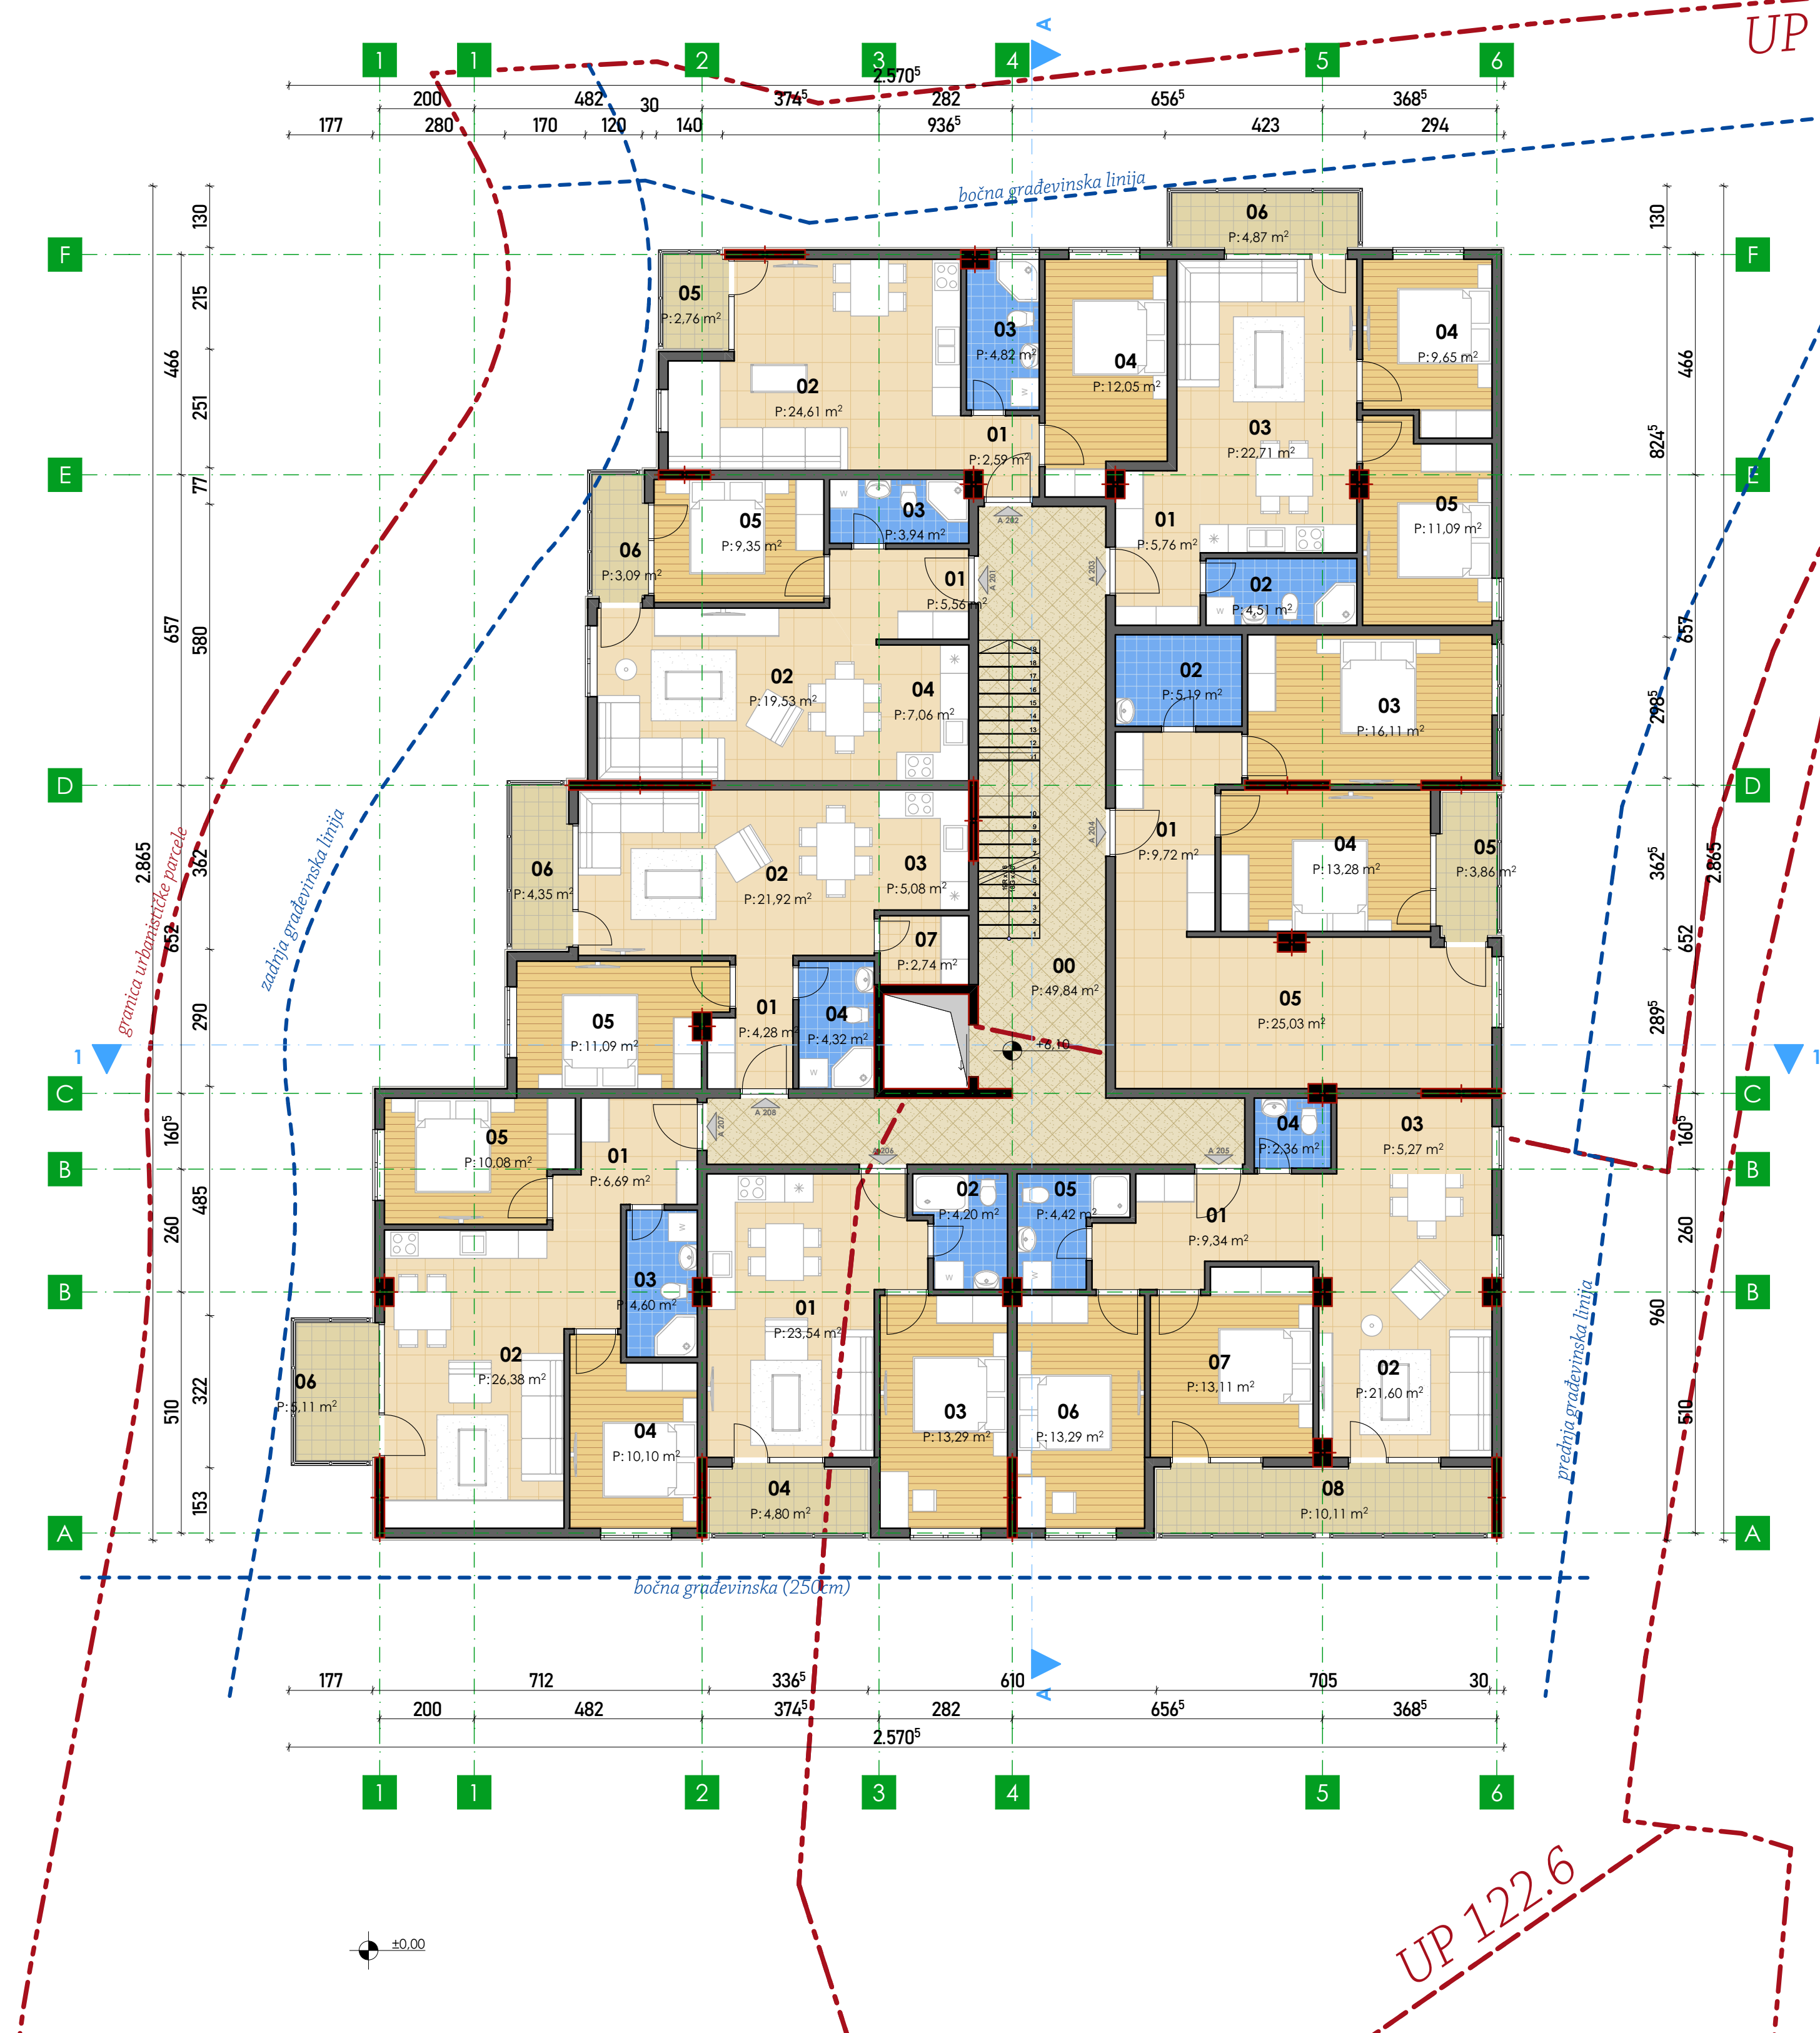 A
UP
1 1 2 3 4 5 6
2.570⁵
200 482 374⁵ 282 656⁵ 368⁵
30
177 280 170 120 140 936⁵ 423 294
bočna građevinska linija
130 130
F F
06
P:4,87 m²
05
P:2,76 m²
215
03
P:4,82 m²
04
P:9,65 m²
04
P:12,05 m²
466 466
02
P:24,61 m²
251
01
P:2,59 m²
03
P:22,71 m²
824⁵
E E
77
05
P:9,35 m²
03
P:3,94 m²
A 202
01
P:5,76 m²
05
P:11,09 m²
06
P:3,09 m²
01
P:5,56 m²
A 201
A 203
02
P:4,51 m²
657 580 657
02
P:19,53 m²
04
P:7,06 m²
02
P:5,19 m²
03
P:16,11 m²
298⁵
D D
06
P:4,35 m²
02
P:21,92 m²
03
P:5,08 m²
A 204
01
P:9,72 m²
04
P:13,28 m²
05
P:3,86 m²
2.865 362 362⁵ 2.865
granica urbanističke parcele
zadnja građevinska linija
652 652
07
P:2,74 m²
00
P:49,84 m²
05
P:25,03 m²
290 289⁵
05
P:11,09 m²
01
P:4,28 m²
04
P:4,32 m²
+6,10
1 1
C C
A 208
A 207
05
P:10,08 m²
01
P:6,69 m²
04
P:2,36 m²
03
P:5,27 m²
160⁵ 160⁵
A 206
A 205
B B
485
02
P:4,20 m²
05
P:4,42 m²
01
P:9,34 m²
260 260
03
P:4,60 m²
B B
01
P:23,54 m²
960
prednja građevinska linija
02
P:26,38 m²
06
P:5,11 m²
07
P:13,11 m²
02
P:21,60 m²
322
510 510
04
P:10,10 m²
03
P:13,29 m²
06
P:13,29 m²
04
P:4,80 m²
08
P:10,11 m²
153
A A
bočna građevinska (250cm)
A
177 712 336⁵ 610 705 30
200 482 374⁵ 282 656⁵ 368⁵
2.570⁵
1 1 2 3 4 5 6
UP 122.6
±0,00